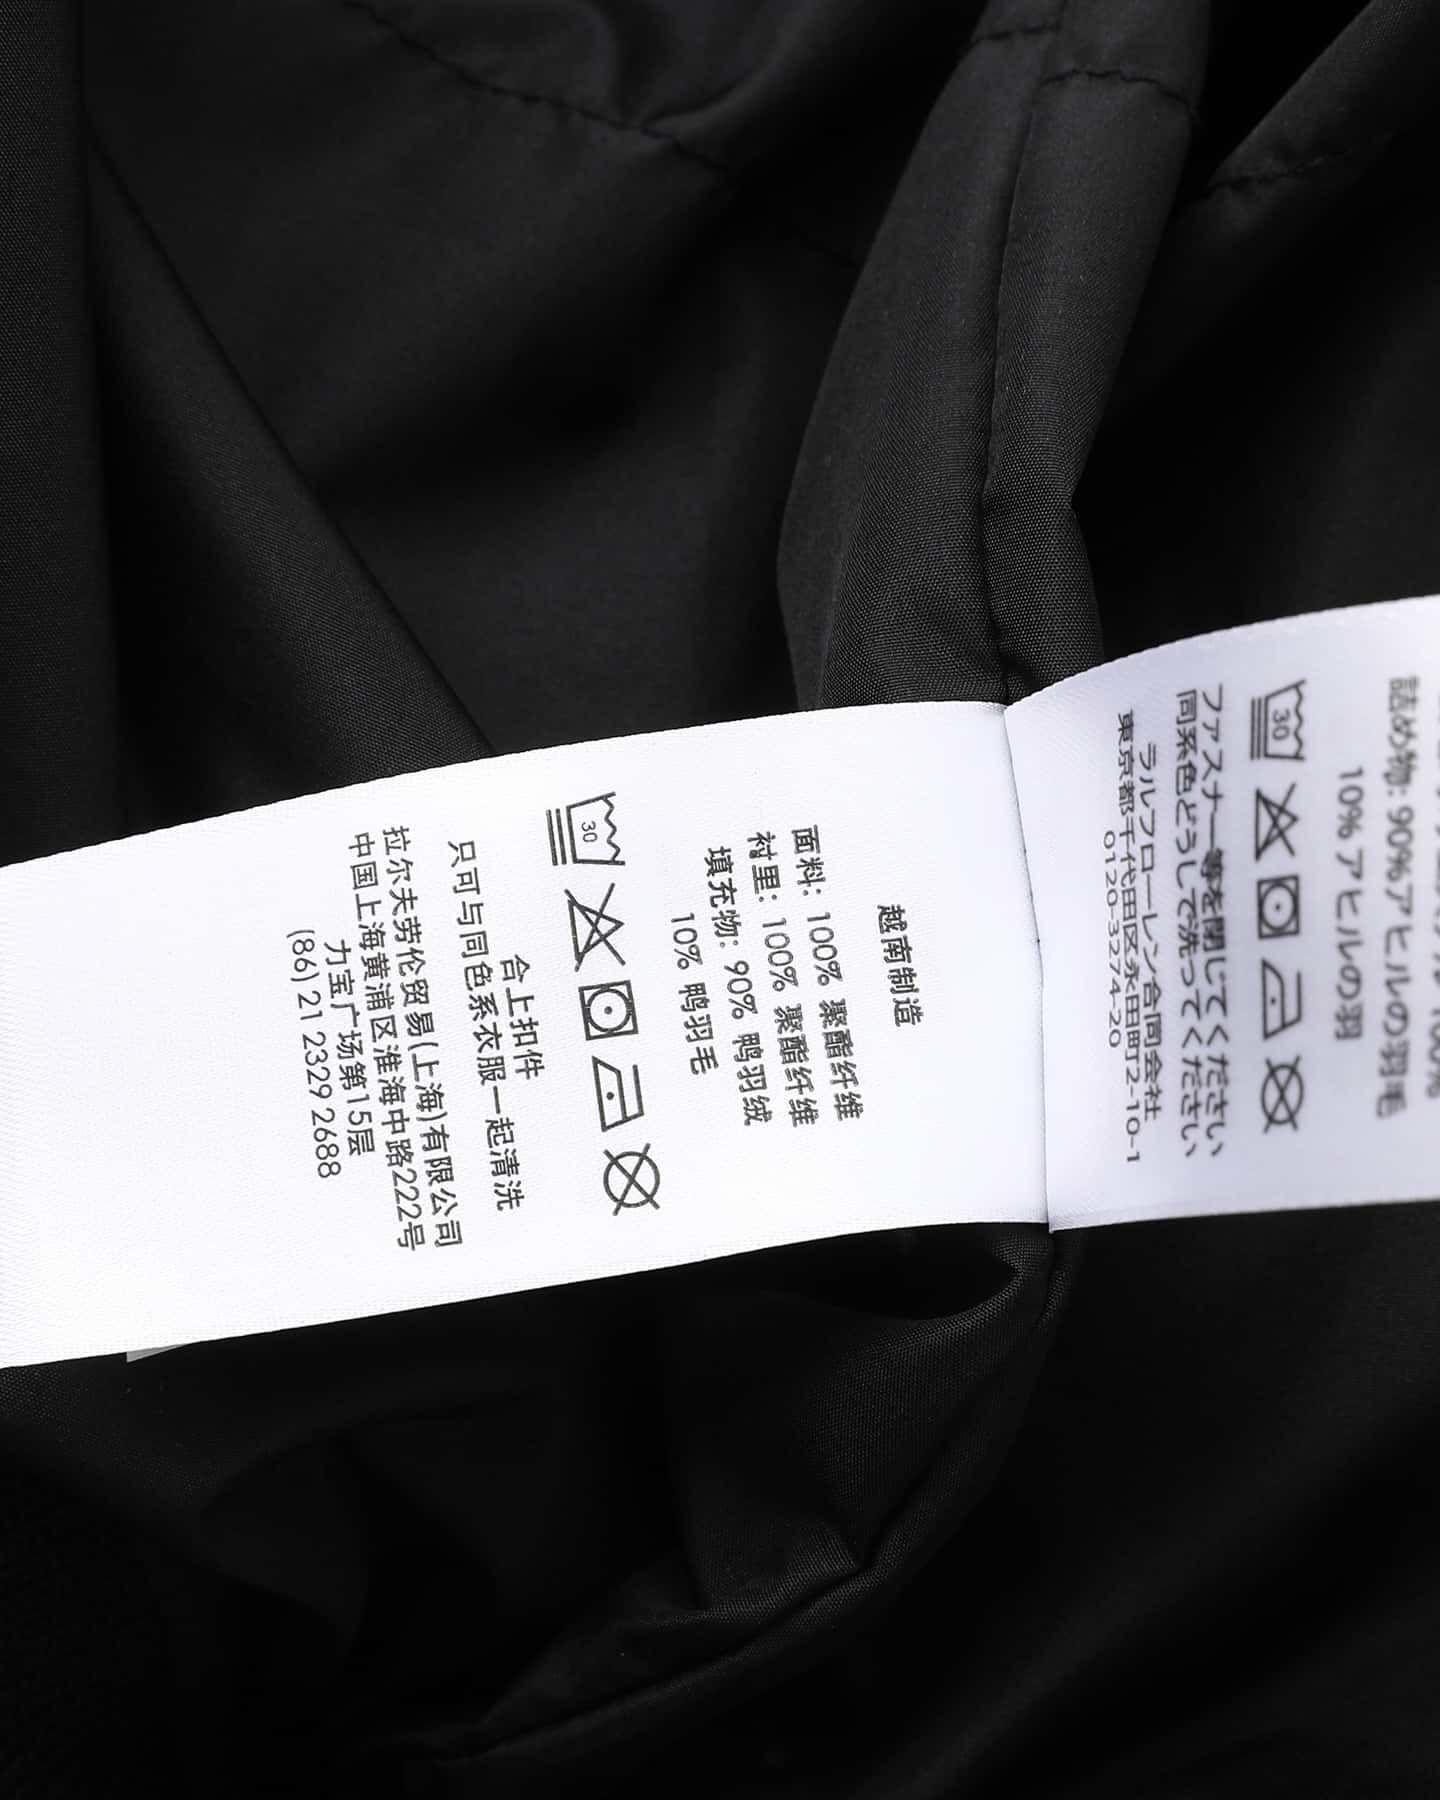 越南制造
面料: 100% 聚酯纤维
衬里: 100% 聚酯纤维
填充物: 90% 鸭羽绒
10% 鸭羽毛
30
合上扣件
只可与同色系衣服一起清洗
拉尔夫劳伦贸易(上海)有限公司
中国上海黄浦区淮海中路222号
力宝广场第15层
(86) 21 2329 2688
100%
詰め物: 90%アヒルの羽毛
10% アヒルの羽
30
ファスナー等を閉じてください
同系色どうしで洗ってください
ラルフローレン合同会社
東京都千代田区永田町2-10-1
0120-3274-20